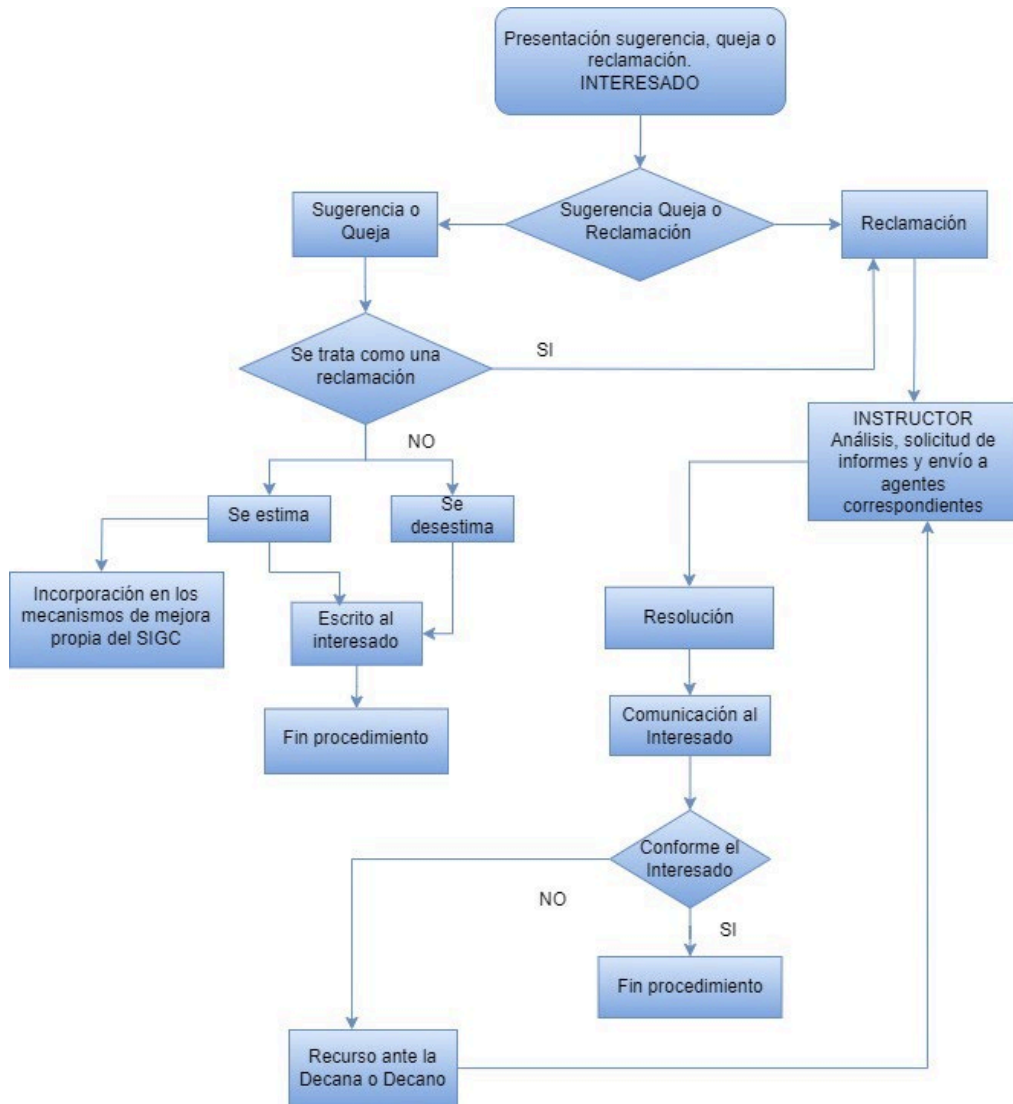 Presentación sugerencia, queja o
reclamación.
INTERESADO
Sugerencia o
Queja
Sugerencia Queja o
Reclamación
Reclamación
Se trata como una
reclamación
SI
NO
INSTRUCTOR
Análisis, solicitud de
informes y envío a
agentes
correspondientes
Se estima
Se
desestima
Incorporación en los
mecanismos de mejora
propia del SIGC
Escrito al
interesado
Resolución
Fin procedimiento
Comunicación al
Interesado
Conforme el
Interesado
NO
SI
Fin procedimiento
Recurso ante la
Decana o Decano